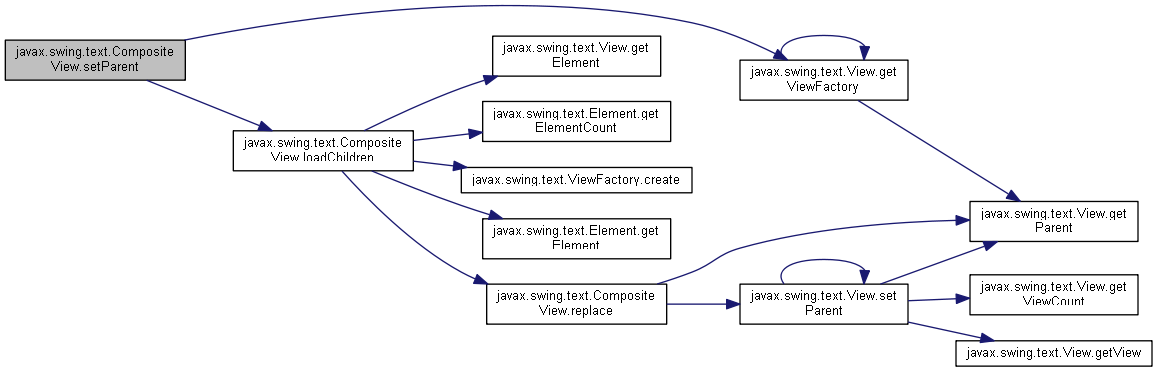 javax.swing.text.Composite
View.setParent
javax.swing.text.Composite
View.loadChildren
javax.swing.text.View.get
Element
javax.swing.text.Element.get
ElementCount
javax.swing.text.ViewFactory.create
javax.swing.text.Element.get
Element
javax.swing.text.Composite
View.replace
javax.swing.text.View.get
ViewFactory
javax.swing.text.View.set
Parent
javax.swing.text.View.get
Parent
javax.swing.text.View.get
ViewCount
javax.swing.text.View.getView